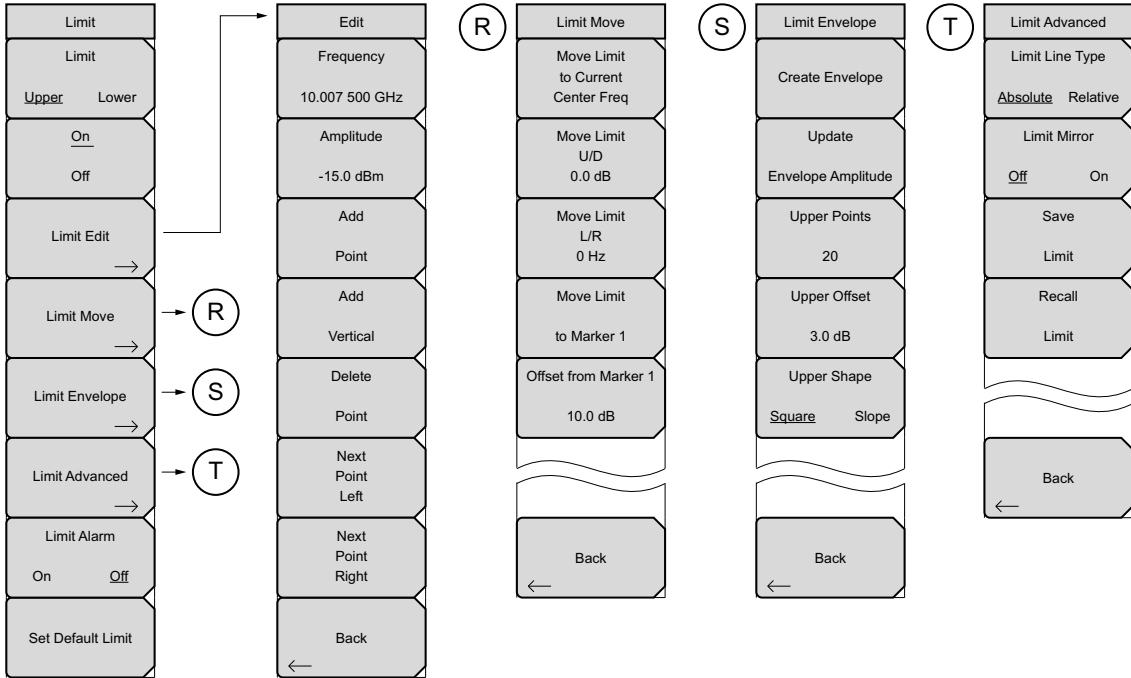 Limit
Limit
Upper Lower
On
Off
Limit Edit
Limit Move
Limit Envelope
Limit Advanced
Limit Alarm
On Off
Set Default Limit
R
S
T
Edit
Frequency
10.007 500 GHz
Amplitude
-15.0 dBm
Add
Point
Add
Vertical
Delete
Point
Next
Point
Left
Next
Point
Right
Back
R
Limit Move
Move Limit
to Current
Center Freq
Move Limit
U/D
0.0 dB
Move Limit
L/R
0 Hz
Move Limit
to Marker 1
Offset from Marker 1
10.0 dB
Back
S
Limit Envelope
Create Envelope
Update
Envelope Amplitude
Upper Points
20
Upper Offset
3.0 dB
Upper Shape
Square Slope
Back
T
Limit Advanced
Limit Line Type
Absolute Relative
Limit Mirror
Off On
Save
Limit
Recall
Limit
Back